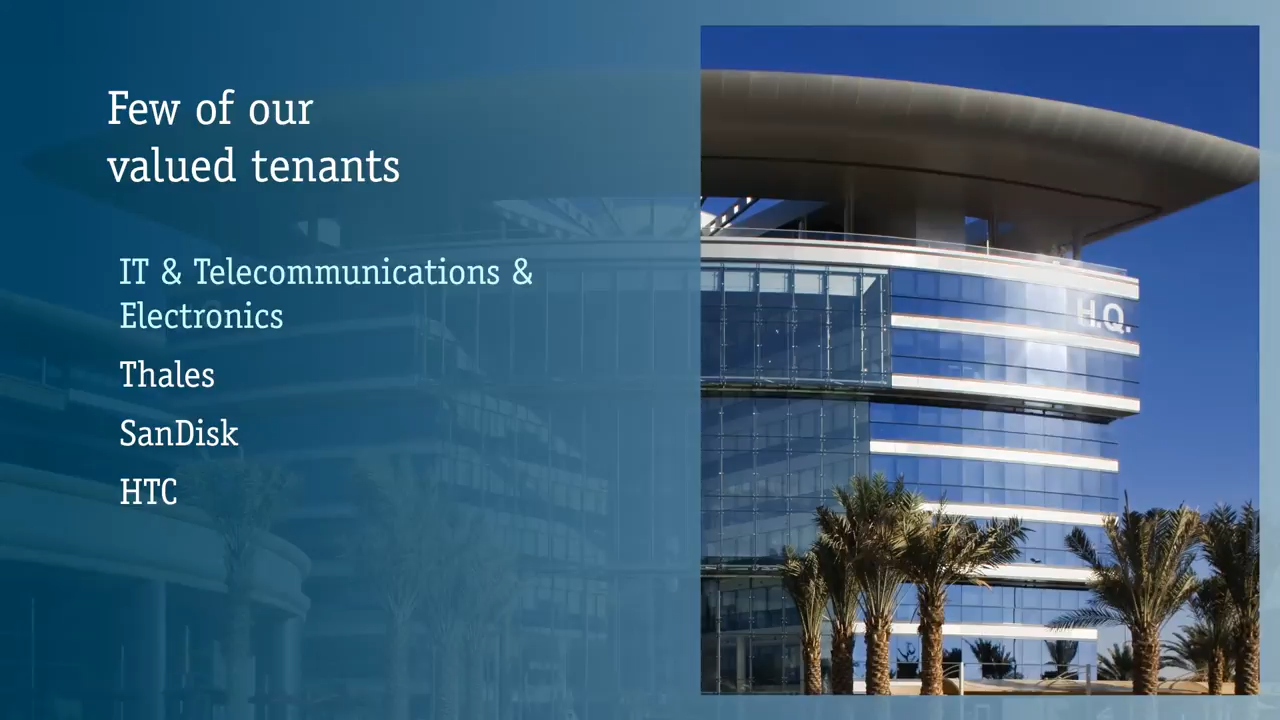 Few of our
valued tenants
IT & Telecommunications &
Electronics
Thales
SanDisk
HTC
H.Q.